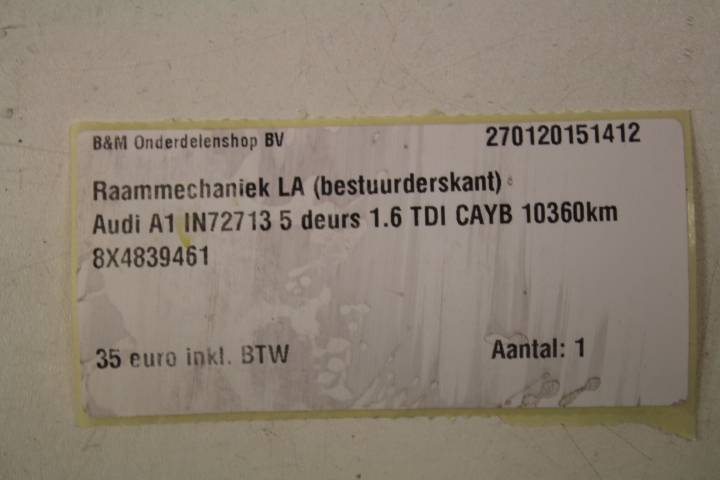 B&M Onderdelenshop BV 270120151412
Raammechaniek LA (bestuurderskant)
Audi A1 IN72713 5 deurs 1.6 TDI CAYB 10360km
8X4839461
35 euro inkl. BTW Aantal: 1